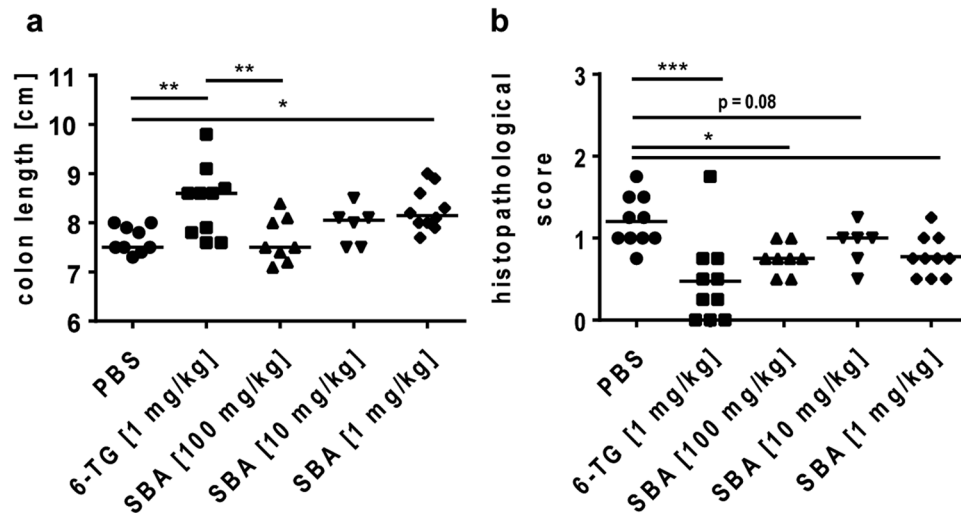 a
colon length [cm]
11
10
9
8
7
6
**
**
*
PBS
6-TG [1 mg/kg]
SBA [100 mg/kg]
SBA [10 mg/kg]
SBA [1 mg/kg]
b
histopathological
score
3
2
1
0
***
p = 0.08
*
PBS
6-TG [1 mg/kg]
SBA [100 mg/kg]
SBA [10 mg/kg]
SBA [1 mg/kg]